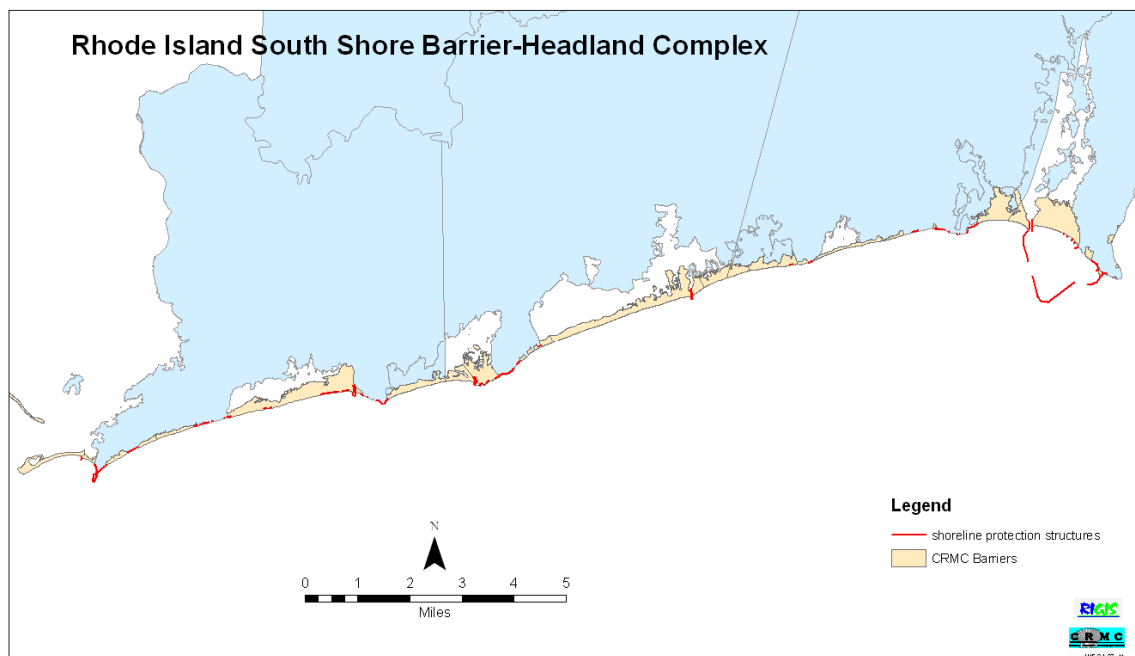 Rhode Island South Shore Barrier-Headland Complex
N
0 1 2 3 4 5
Miles
Legend
shoreline protection structures
CRMC Barriers
RIGIS
CRMC